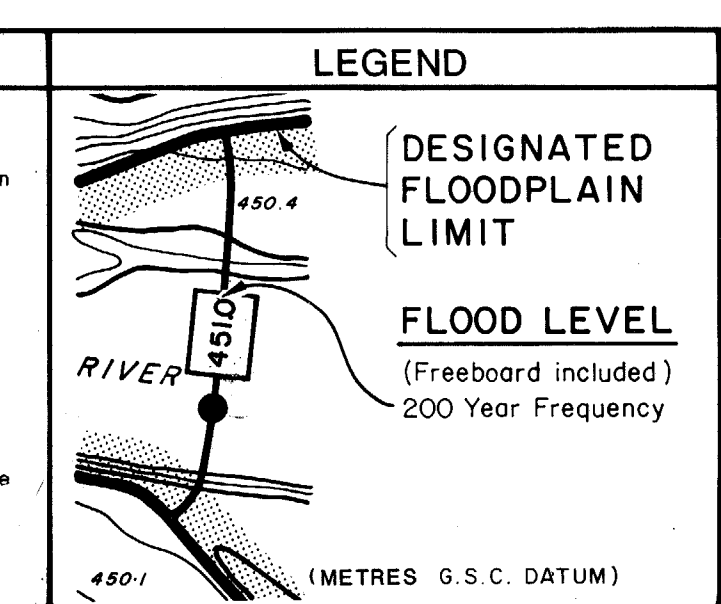 LEGEND
n
DESIGNATED
FLOODPLAIN
LIMIT
450.4
451.0
FLOOD LEVEL
RIVER
(Freeboard included)
200 Year Frequency
e
450.1
(METRES G.S.C. DATUM)